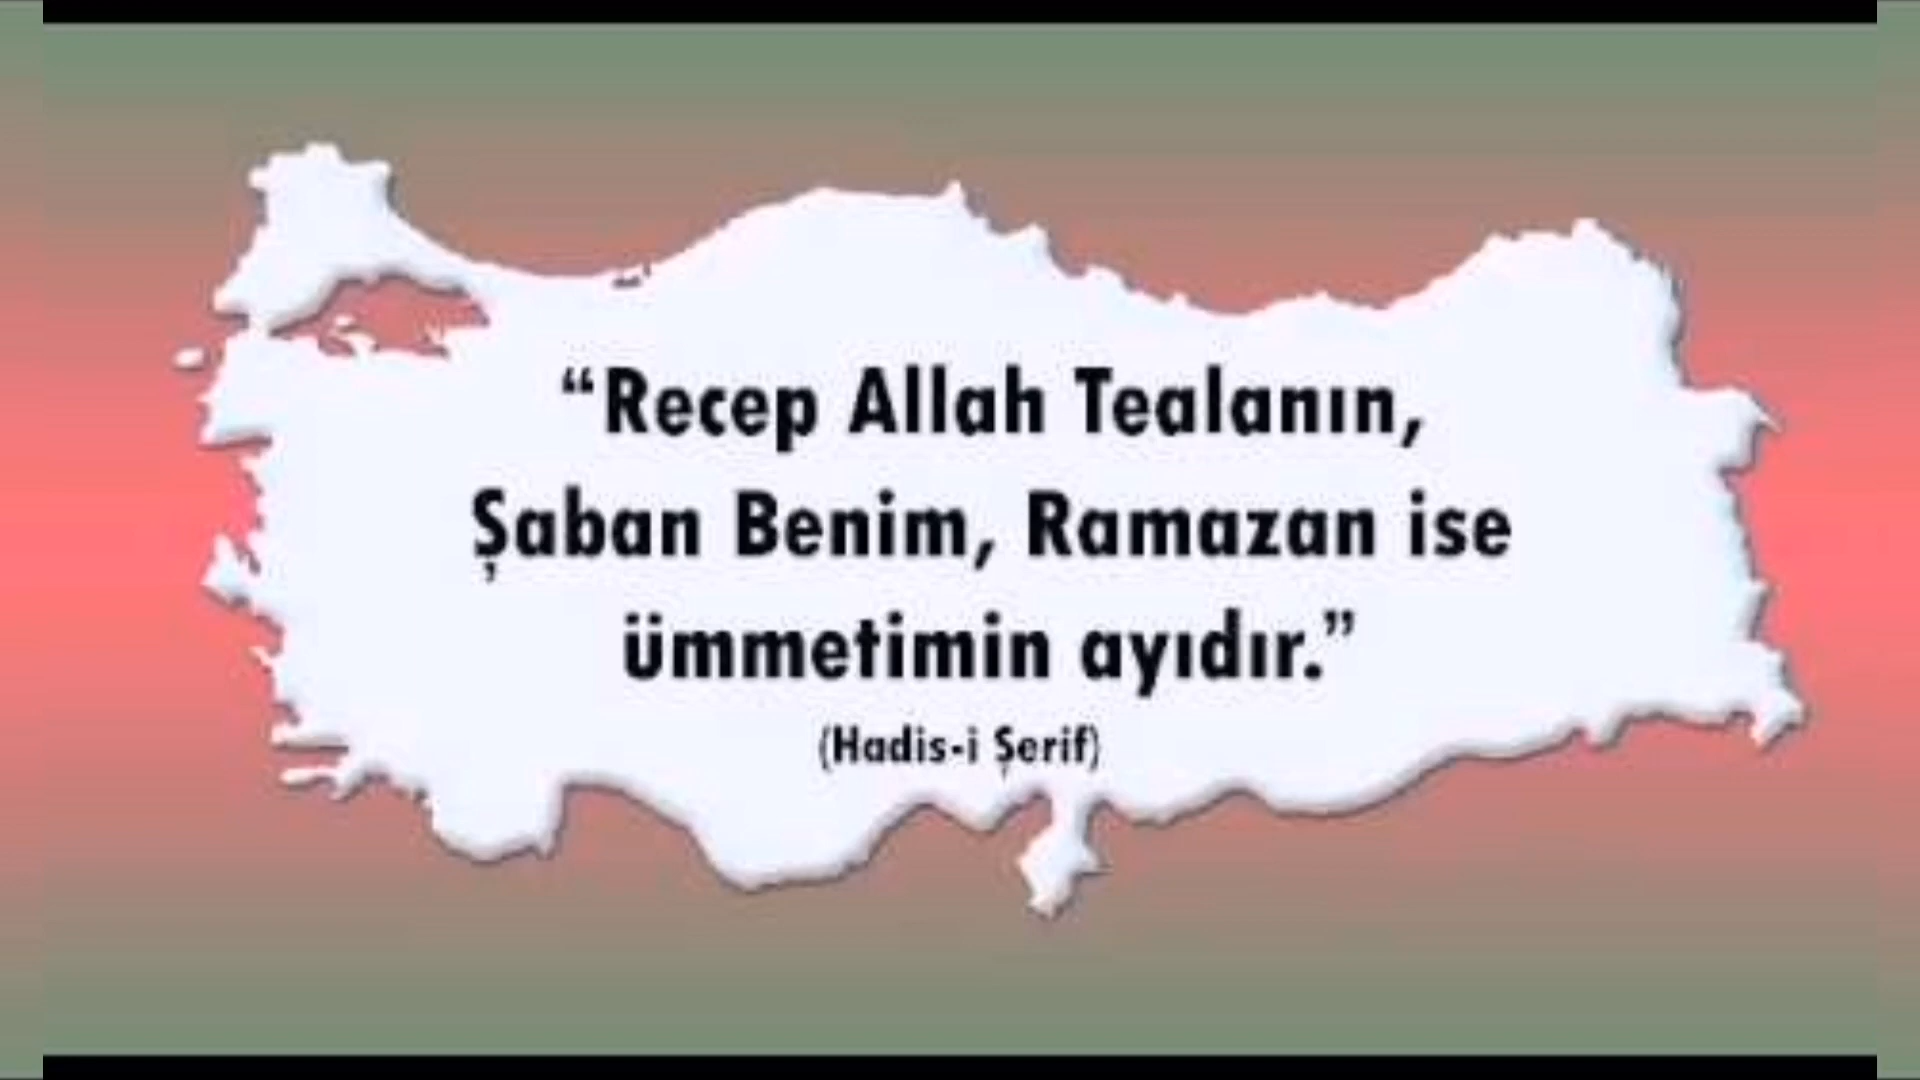 “Recep Allah Tealanın,
Şaban Benim, Ramazan ise
ümmetimin ayıdır.”
(Hadis-i Şerif)